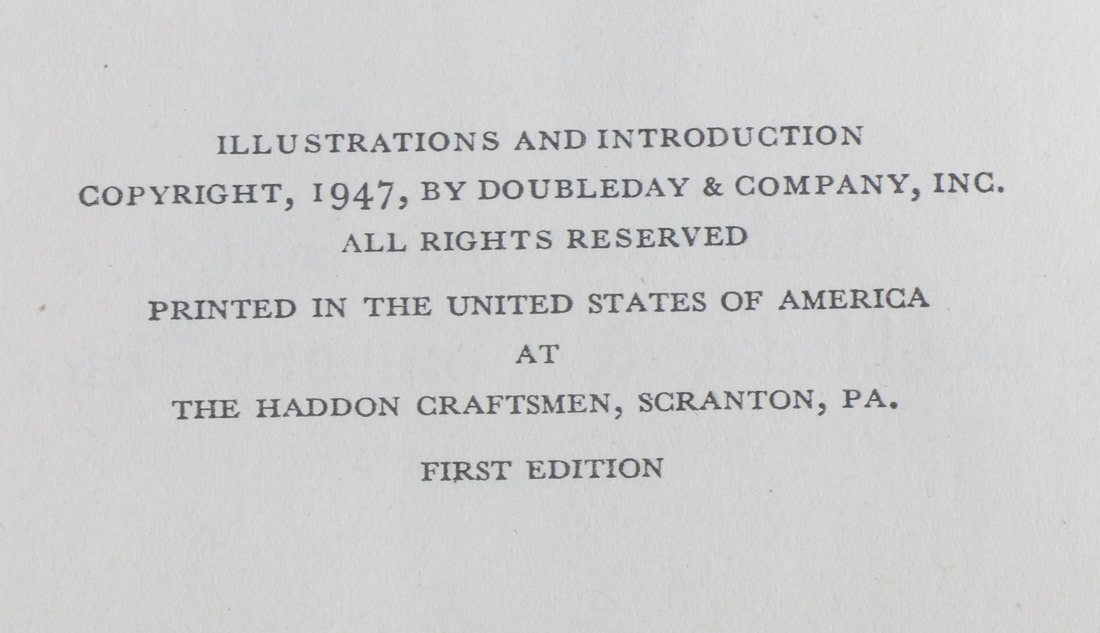 ILLUSTRATIONS AND INTRODUCTION
COPYRIGHT, 1947, BY DOUBLEDAY & COMPANY, INC.
ALL RIGHTS RESERVED
PRINTED IN THE UNITED STATES OF AMERICA
AT
THE HADDON CRAFTSMEN, SCRANTON, PA.
FIRST EDITION